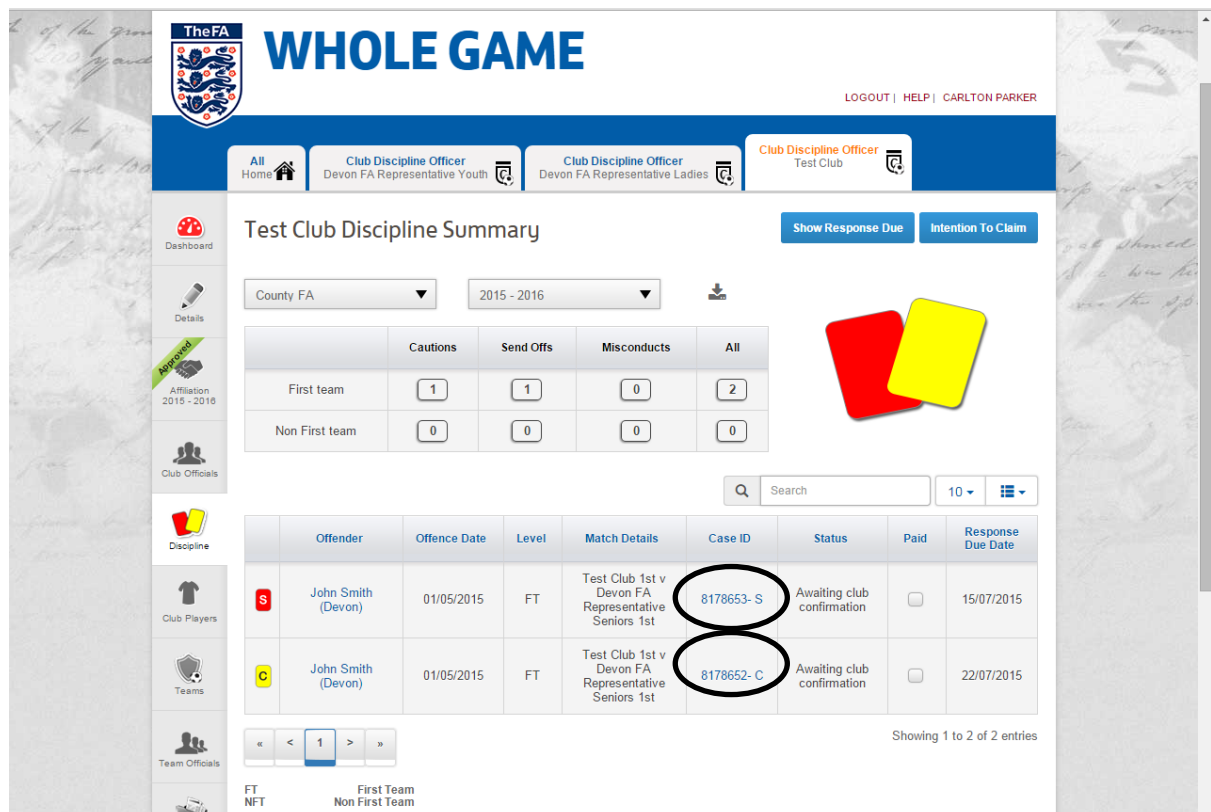 TheFA
WHOLE GAME
LOGOUT | HELP | CARLTON PARKER
All
Home
Club Discipline Officer
Devon FA Representative Youth
Club Discipline Officer
Devon FA Representative Ladies
Club Discipline Officer
Test Club
Dashboard
Details
Approved
Affiliation
2015 - 2016
Club Officials
Discipline
Club Players
Teams
Team Officials
Test Club Discipline Summary
Show Response Due
Intention To Claim
County FA
2015 - 2016
Cautions Send Offs Misconducts All
First team 1 1 0 2
Non First team 0 0 0 0
Search
10
Offender Offence Date Level Match Details Case ID Status Paid Response
Due Date
S
John Smith
(Devon)
01/05/2015
FT
Test Club 1st v
Devon FA
Representative
Seniors 1st
8178653- S
Awaiting club
confirmation
15/07/2015
C
John Smith
(Devon)
01/05/2015
FT
Test Club 1st v
Devon FA
Representative
Seniors 1st
8178652- C
Awaiting club
confirmation
22/07/2015
« < 1 > »
Showing 1 to 2 of 2 entries
FT First Team
NFT Non First Team